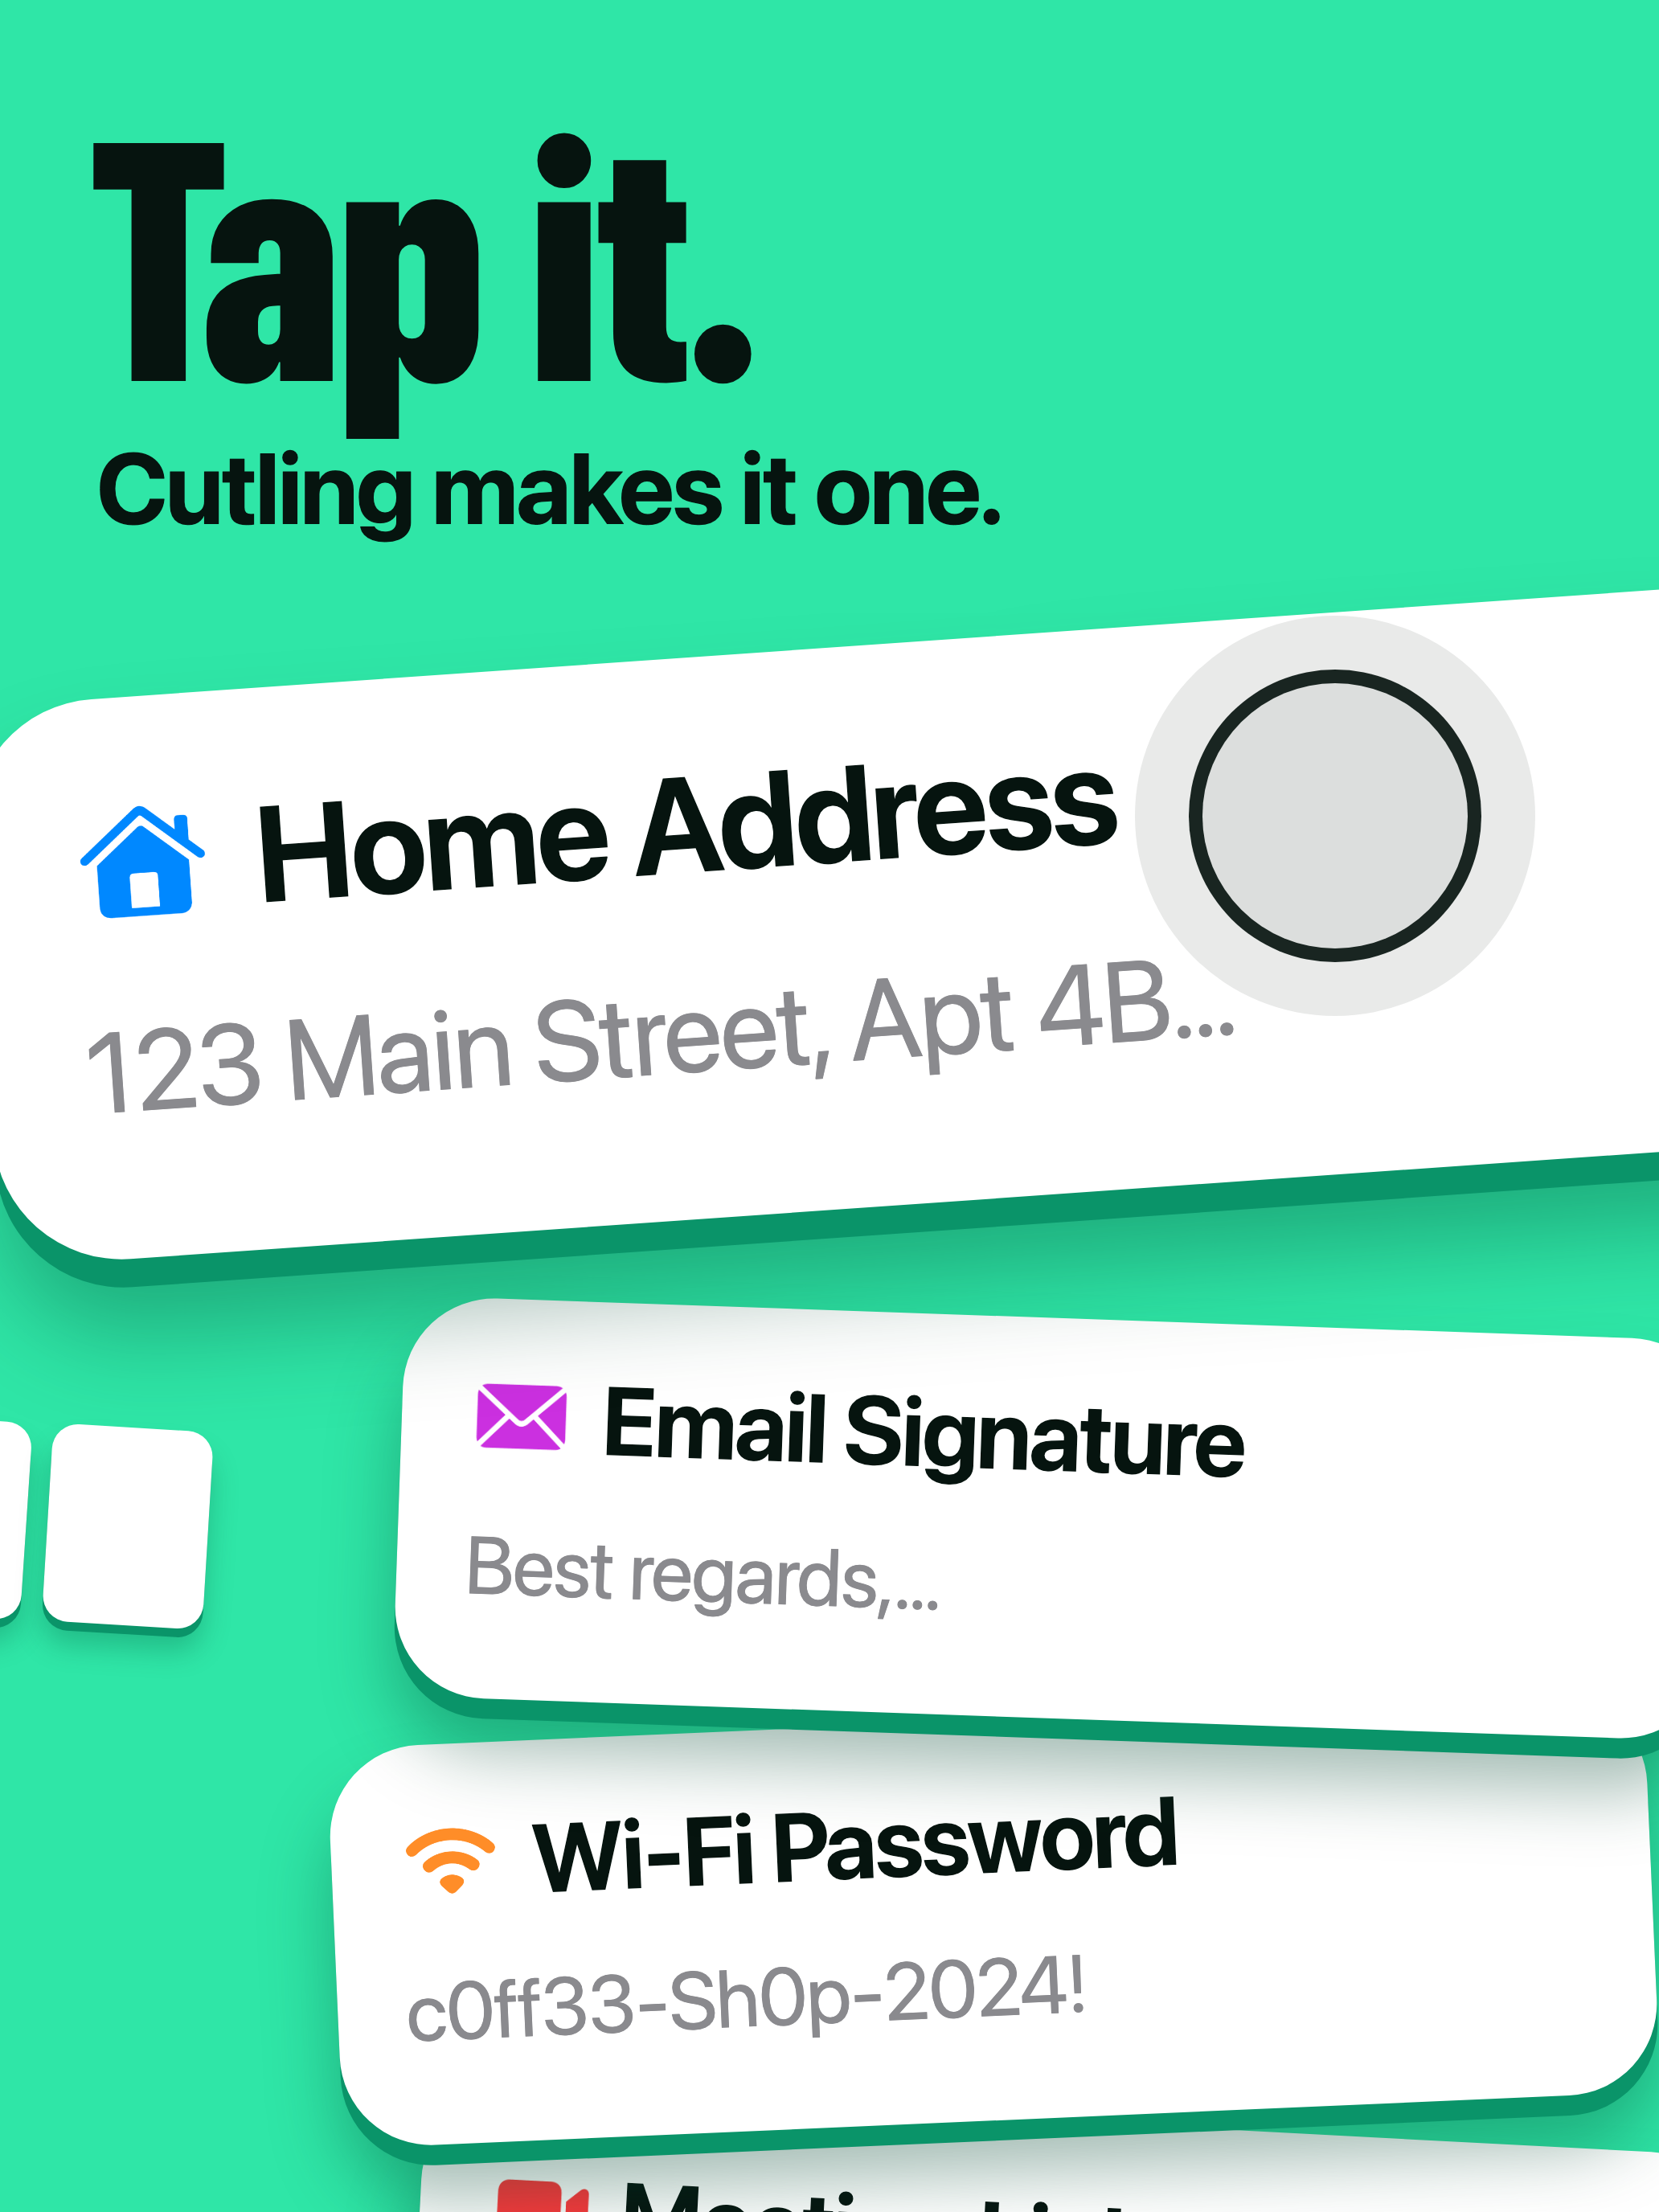 Tap it.
Cutling makes it one.
Home Address
123 Main Street, Apt 4B...
Email Signature
Best regards,...
Wi-Fi Password
c0ff33-Sh0p-2024!